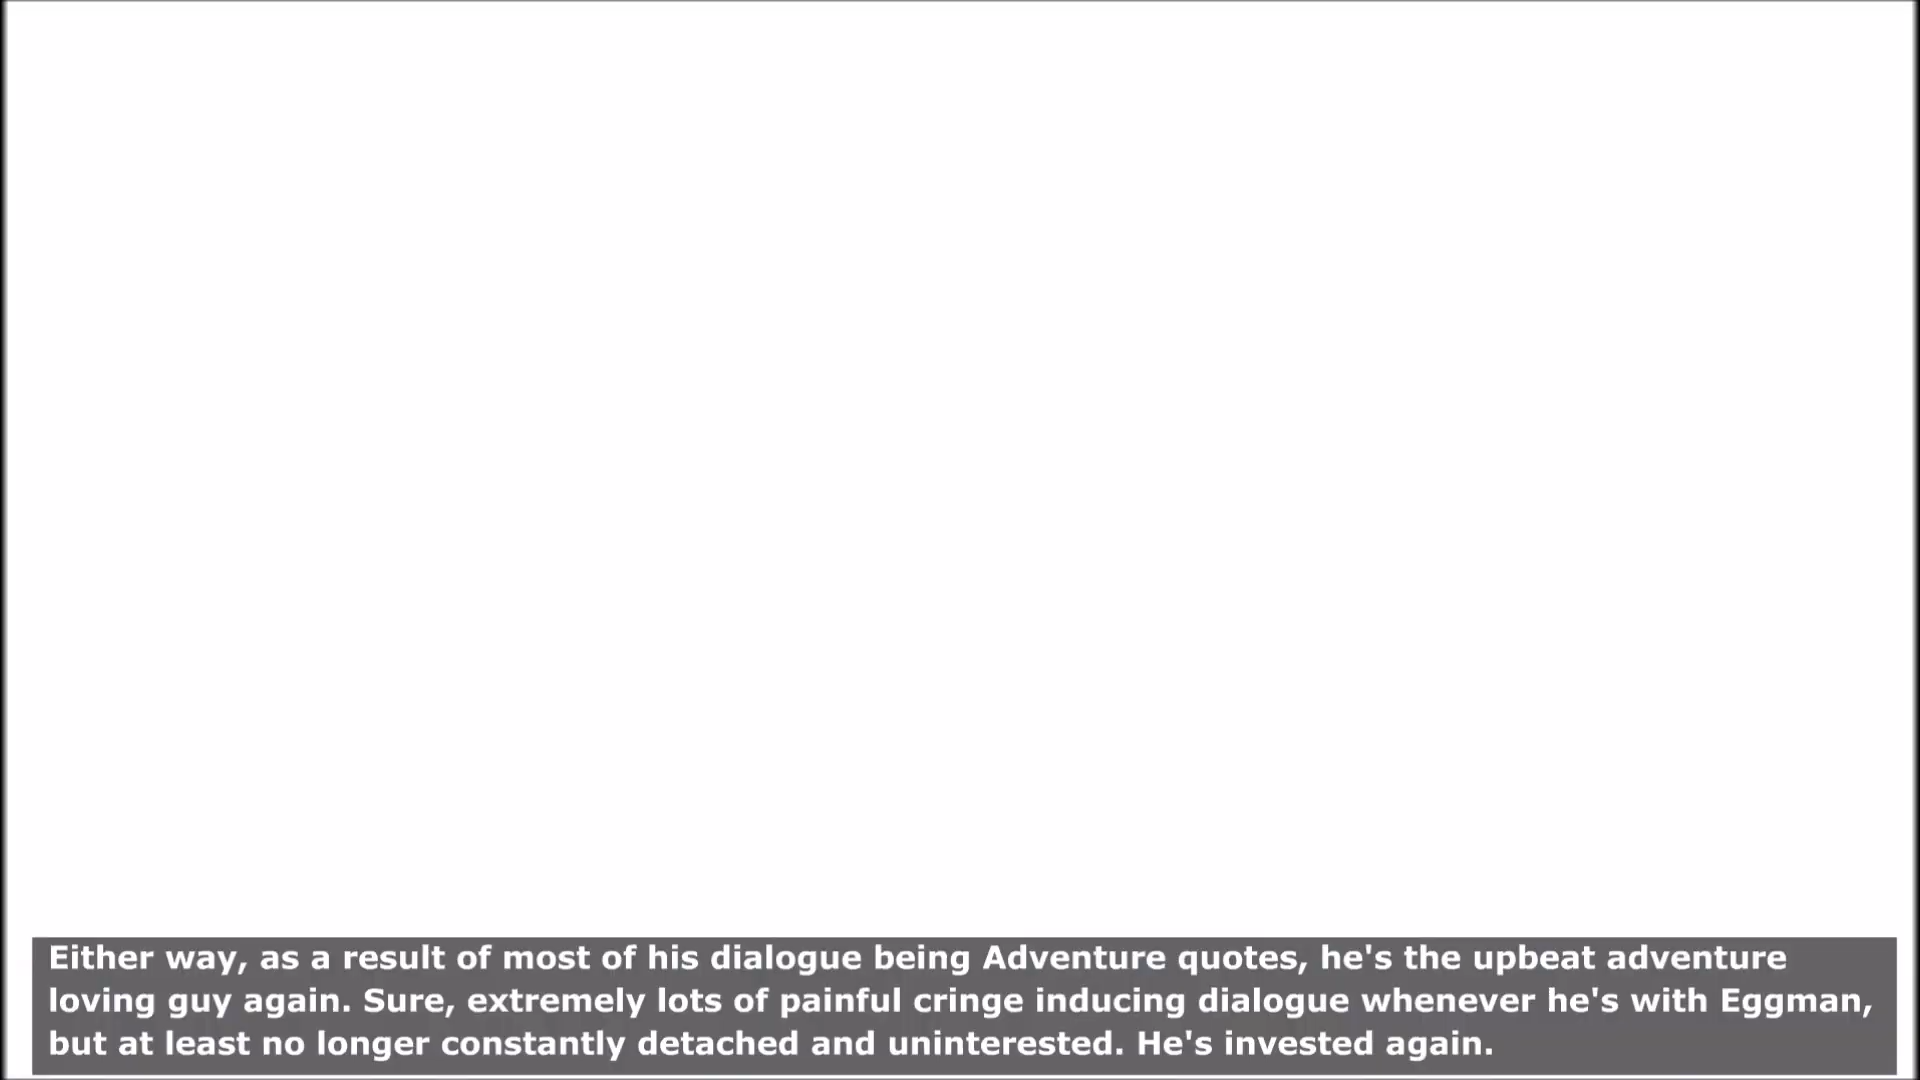 Either way, as a result of most of his dialogue being Adventure quotes, he's the upbeat adventure
loving guy again. Sure, extremely lots of painful cringe inducing dialogue whenever he's with Eggman,
but at least no longer constantly detached and uninterested. He's invested again.